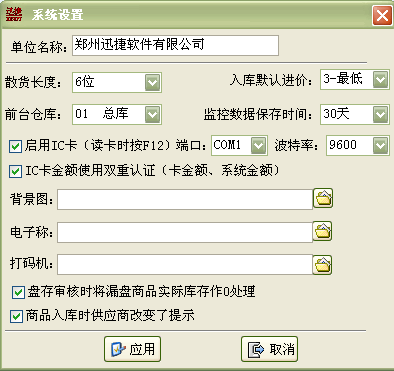 系统设置
单位名称: 郑州迅捷软件有限公司
散货长度: 6位 入库默认进价: 3-最低
前台仓库: 01 总库 监控数据保存时间: 30天
启用IC卡（读卡时按F12）端口: COM1 波特率: 9600
IC卡金额使用双重认证（卡金额、系统金额）
背景图:
电子称:
打码机:
盘存审核时将漏盘商品实际库存作0处理
商品入库时供应商改变了提示
应用 取消